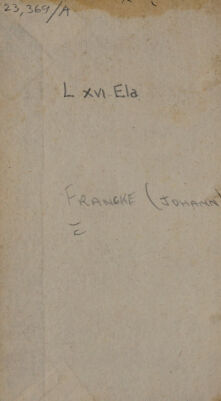 23,369/A
L xvi Ela
FRANCKE (JOHANN